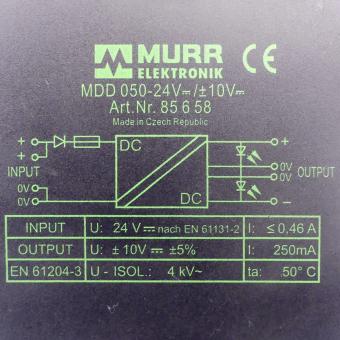 MURR CE
ELEKTRONIK
MDD 050-24V⎓/±10V⎓
Art.Nr. 85 6 58
Made in Czech Republic
+ DC +
+ 0V
INPUT 0V OUTPUT
0V
0V DC −
INPUT U: 24 V ⎓ nach EN 61131-2 I: ≤ 0,46 A
OUTPUT U: ± 10V ⎓ ±5% I: 250mA
EN 61204-3 U - ISOL.: 4 kV~ ta: 50° C